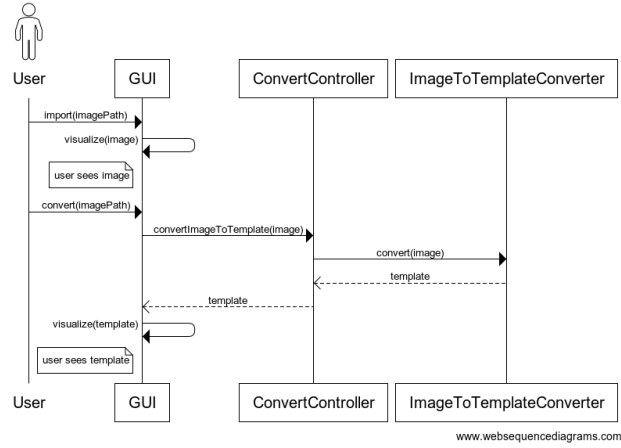 User
GUI
ConvertController
ImageToTemplateConverter
import(imagePath)
visualize(image)
user sees image
convert(imagePath)
convertImageToTemplate(image)
convert(image)
template
template
visualize(template)
user sees template
User
GUI
ConvertController
ImageToTemplateConverter
www.websequencediagrams.com